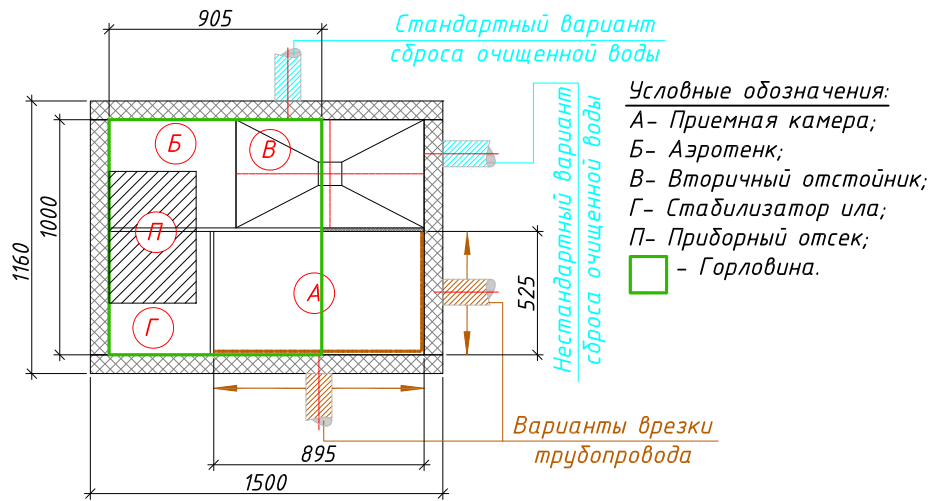 905
Стандартный вариант
сброса очищенной воды
Нестандартный вариант
сброса очищенной воды
Условные обозначения:
А- Приемная камера;
Б- Аэротенк;
В- Вторичный отстойник;
Г- Стабилизатор ила;
П- Приборный отсек;
- Горловина.
Б
В
П
А
Г
1160
1000
525
Варианты врезки
трубопровода
895
1500